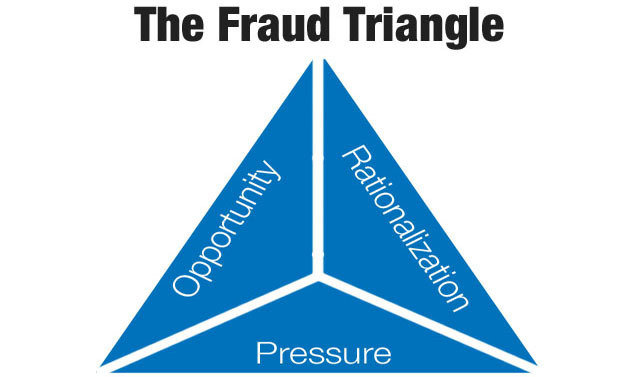 The Fraud Triangle
Opportunity
Rationalization
Pressure